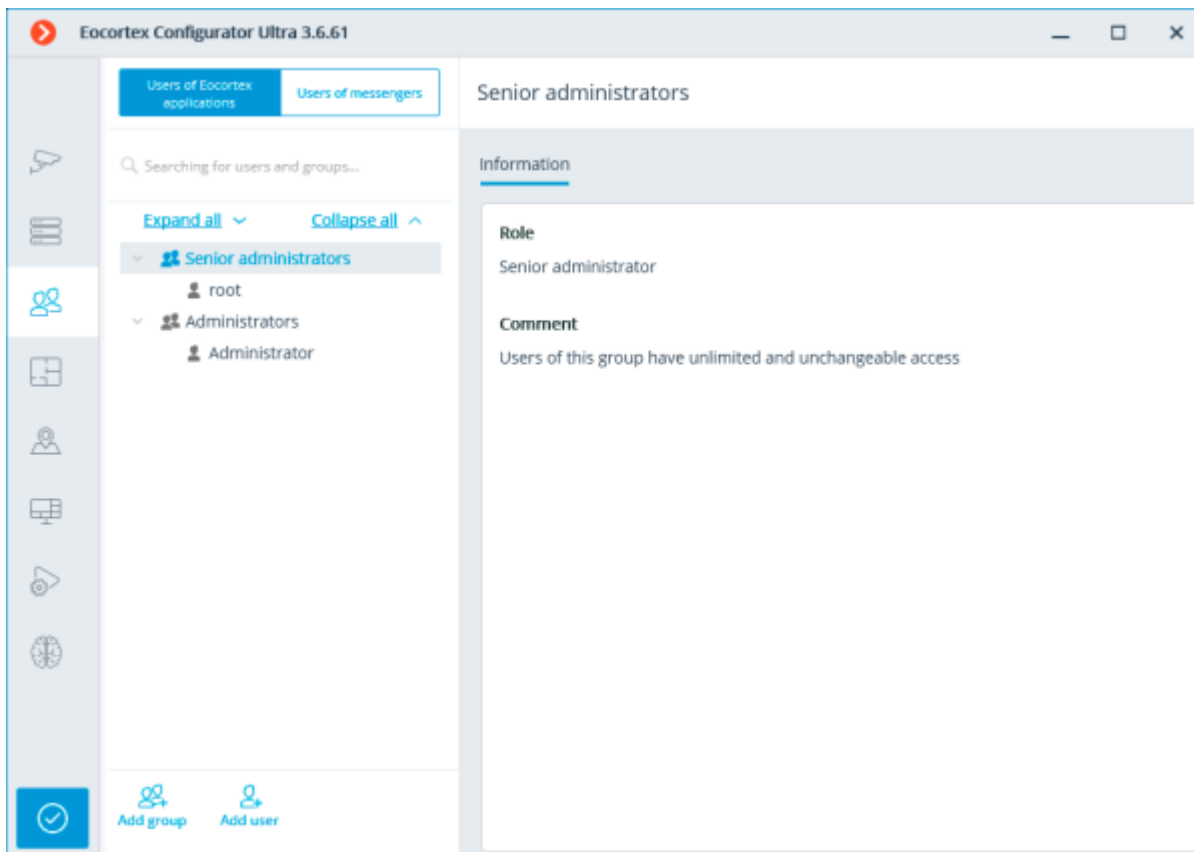 Eocortex Configurator Ultra 3.6.61
Users of Eocortex
applications
Users of messengers
Searching for users and groups...
Expand all
Collapse all
Senior administrators
root
Administrators
Administrator
Add group
Add user
Senior administrators
Information
Role
Senior administrator
Comment
Users of this group have unlimited and unchangeable access